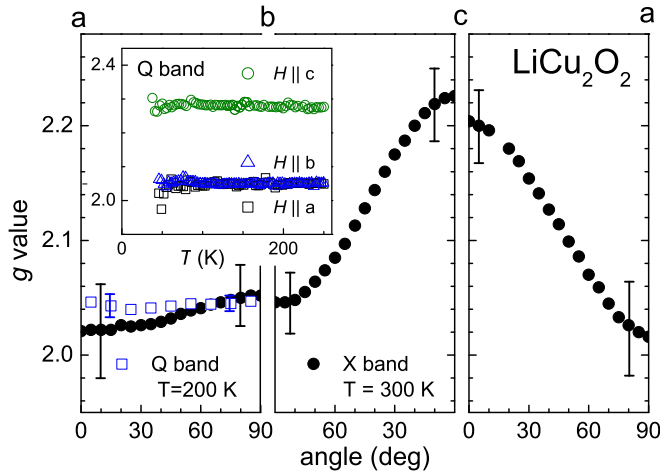 a b c a
LiCu₂O₂
Q band
H || c
H || b
H || a
2.4
2.0
0 200
T (K)
g value
2.2
2.1
2.0
Q band
T=200 K
X band
T = 300 K
0 30 60 90 60 30 0 30 60 90
angle (deg)